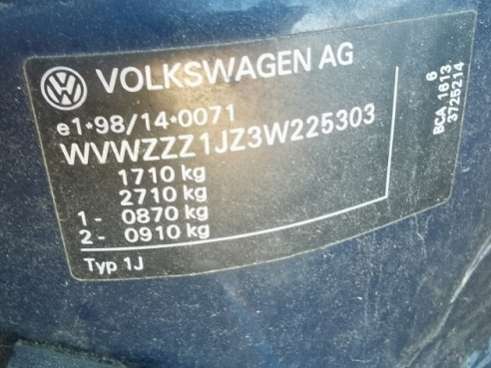 VOLKSWAGEN AG
e1*98/14*0071
WVWZZZ1JZ3W225303
1710 kg
2710 kg
1- 0870 kg
2- 0910 kg
Typ 1J
6
BCA 1613
3725214